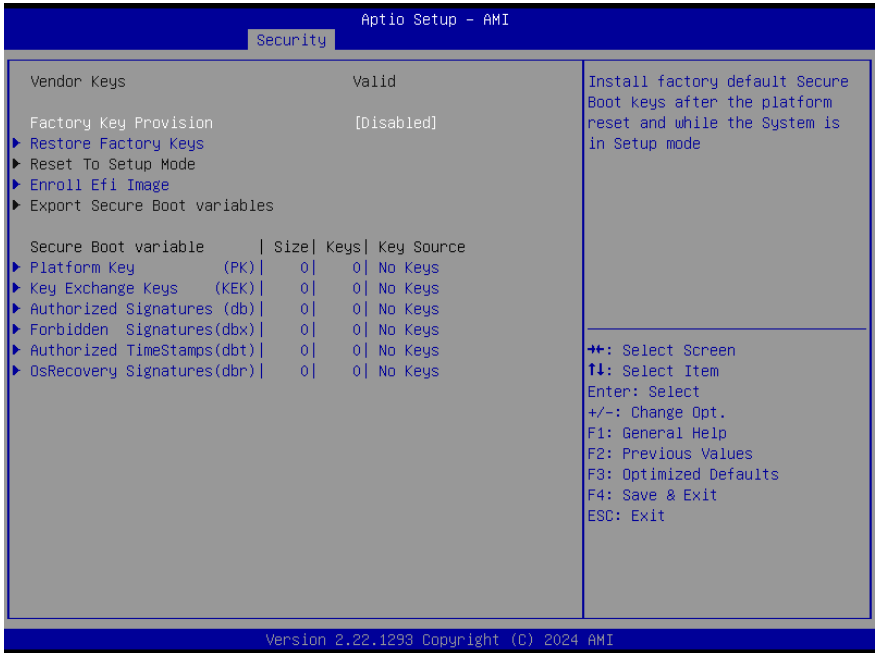 Aptio Setup – AMI
Security
Vendor Keys Valid
Factory Key Provision [Disabled]
Restore Factory Keys
Reset To Setup Mode
Enroll Efi Image
Export Secure Boot variables
Secure Boot variable | Size| Keys| Key Source
Platform Key (PK)| 0| 0| No Keys
Key Exchange Keys (KEK)| 0| 0| No Keys
Authorized Signatures (db)| 0| 0| No Keys
Forbidden Signatures(dbx)| 0| 0| No Keys
Authorized TimeStamps(dbt)| 0| 0| No Keys
OsRecovery Signatures(dbr)| 0| 0| No Keys
Install factory default Secure
Boot keys after the platform
reset and while the System is
in Setup mode
→←: Select Screen
↑↓: Select Item
Enter: Select
+/-: Change Opt.
F1: General Help
F2: Previous Values
F3: Optimized Defaults
F4: Save & Exit
ESC: Exit
Version 2.22.1293 Copyright (C) 2024 AMI